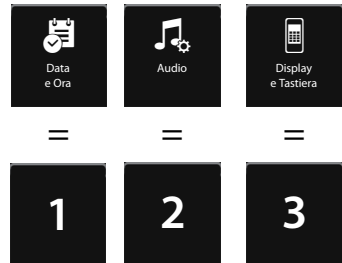 Data
e Ora
Audio
Display
e Tastiera
= = =
1 2 3